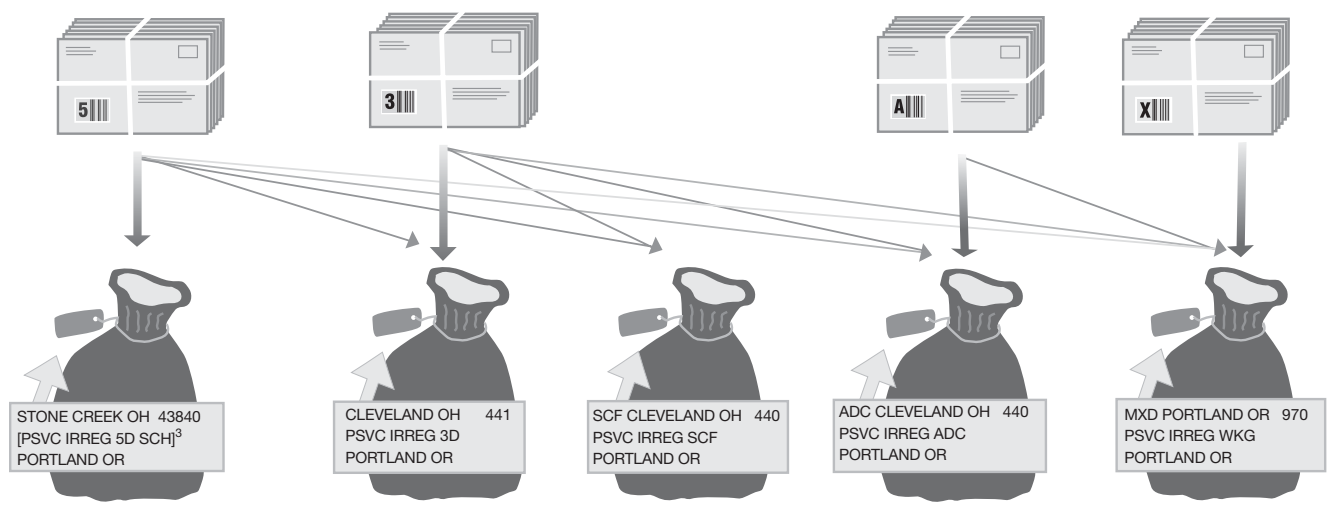 5
3
A
X
STONE CREEK OH 43840
[PSVC IRREG 5D SCH]³
PORTLAND OR
CLEVELAND OH 441
PSVC IRREG 3D
PORTLAND OR
SCF CLEVELAND OH 440
PSVC IRREG SCF
PORTLAND OR
ADC CLEVELAND OH 440
PSVC IRREG ADC
PORTLAND OR
MXD PORTLAND OR 970
PSVC IRREG WKG
PORTLAND OR